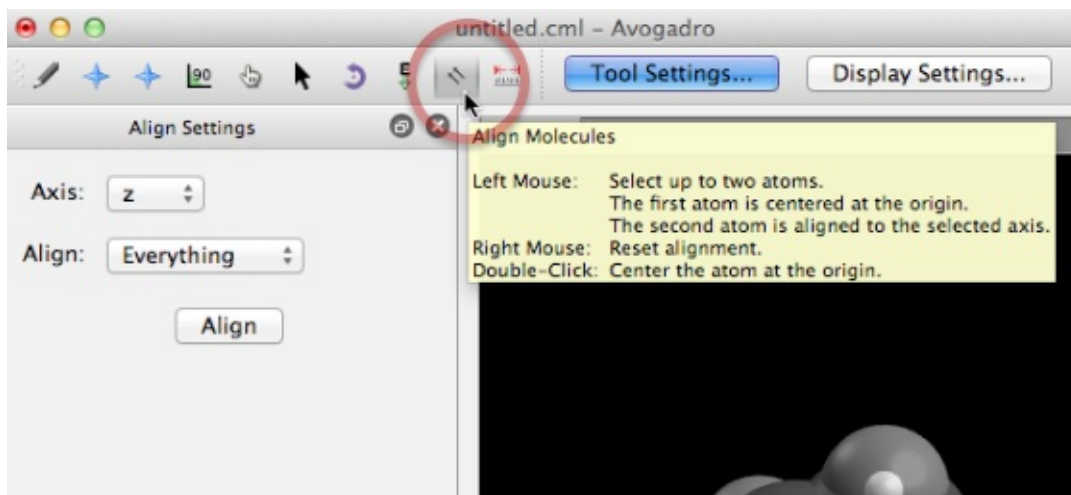 untitled.cml – Avogadro
90
E
Tool Settings...
Display Settings...
Align Settings
Align Molecules
Left Mouse: Select up to two atoms.
The first atom is centered at the origin.
The second atom is aligned to the selected axis.
Right Mouse: Reset alignment.
Double-Click: Center the atom at the origin.
Axis: z
Align: Everything
Align